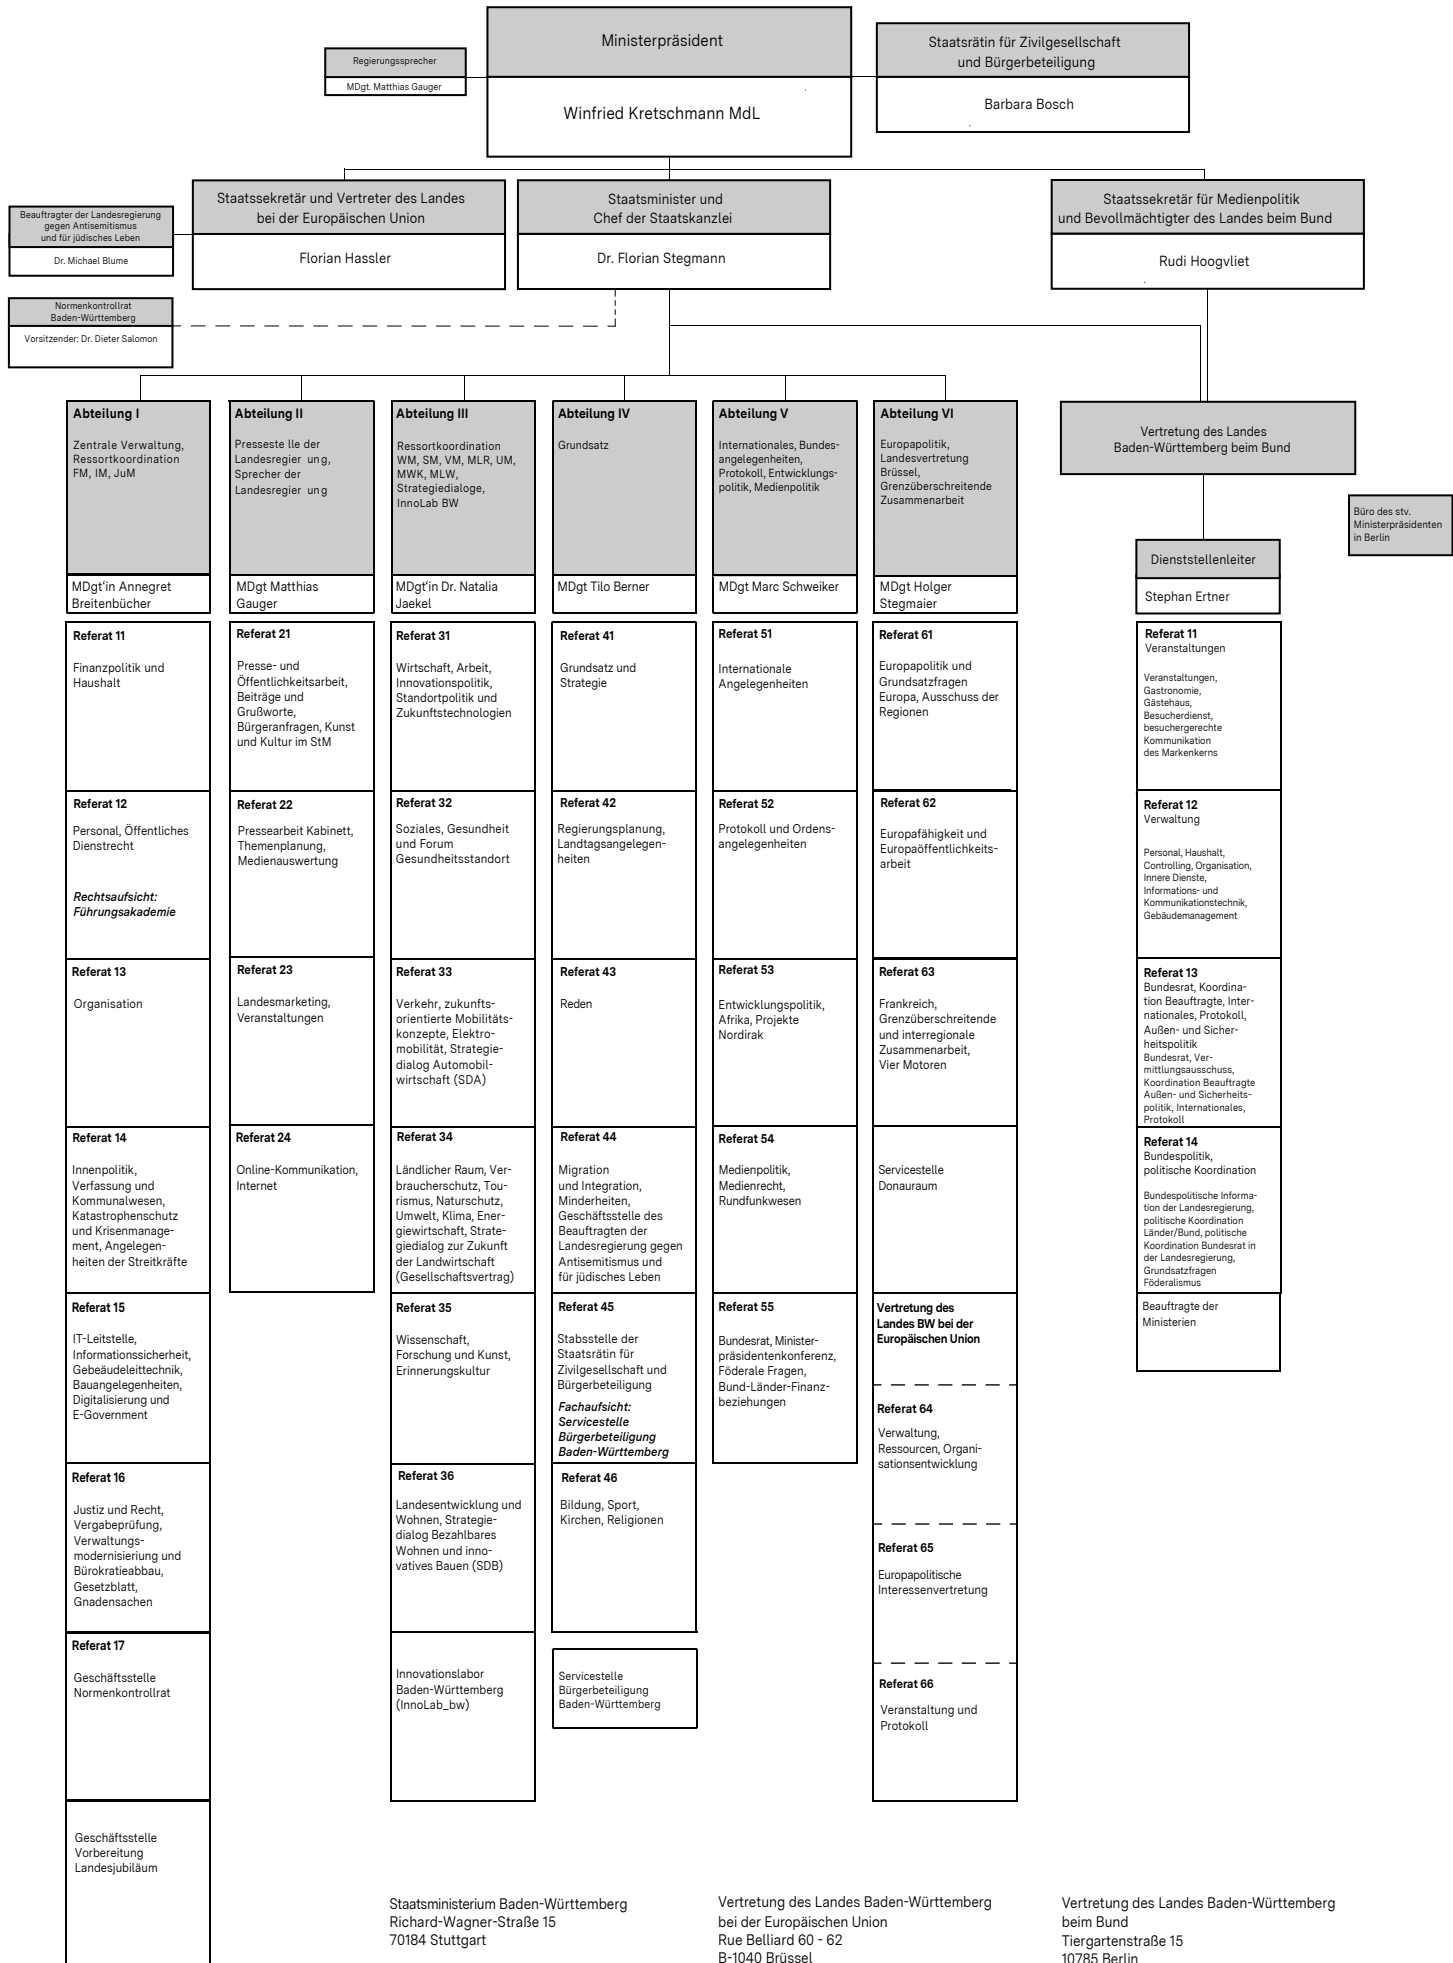 Ministerpräsident
Winfried Kretschmann MdL
Regierungssprecher
MDgt. Matthias Gauger
Staatsrätin für Zivilgesellschaft
und Bürgerbeteiligung
Barbara Bosch
Staatssekretär und Vertreter des Landes
bei der Europäischen Union
Florian Hassler
Staatsminister und
Chef der Staatskanzlei
Dr. Florian Stegmann
Staatssekretär für Medienpolitik
und Bevollmächtigter des Landes beim Bund
Rudi Hoogvliet
Beauftragter der Landesregierung
gegen Antisemitismus
und für jüdisches Leben
Dr. Michael Blume
Normenkontrollrat
Baden-Württemberg
Vorsitzender: Dr. Dieter Salomon
Abteilung I
Zentrale Verwaltung,
Ressortkoordination
FM, IM, JuM
MDgt‘in Annegret
Breitenbücher
Referat 11
Finanzpolitik und
Haushalt
Referat 12
Personal, Öffentliches
Dienstrecht
Rechtsaufsicht:
Führungsakademie
Referat 13
Organisation
Referat 14
Innenpolitik,
Verfassung und
Kommunalwesen,
Katastrophenschutz
und Krisenmanage-
ment, Angelegen-
heiten der Streitkräfte
Referat 15
IT-Leitstelle,
Informationssicherheit,
Gebeäudeleittechnik,
Bauangelegenheiten,
Digitalisierung und
E-Government
Referat 16
Justiz und Recht,
Vergabeprüfung,
Verwaltungs-
modernisieriung und
Bürokratieabbau,
Gesetzblatt,
Gnadensachen
Referat 17
Geschäftsstelle
Normenkontrollrat
Geschäftsstelle
Vorbereitung
Landesjubiläum
Abteilung II
Presseste lle der
Landesregier ung,
Sprecher der
Landesregier ung
MDgt Matthias
Gauger
Referat 21
Presse- und
Öffentlichkeitsarbeit,
Beiträge und
Grußworte,
Bürgeranfragen, Kunst
und Kultur im StM
Referat 22
Pressearbeit Kabinett,
Themenplanung,
Medienauswertung
Referat 23
Landesmarketing,
Veranstaltungen
Referat 24
Online-Kommunikation,
Internet
Abteilung III
Ressortkoordination
WM, SM, VM, MLR, UM,
MWK, MLW,
Strategiedialoge,
InnoLab BW
MDgt‘in Dr. Natalia
Jaekel
Referat 31
Wirtschaft, Arbeit,
Innovationspolitik,
Standortpolitik und
Zukunftstechnologien
Referat 32
Soziales, Gesundheit
und Forum
Gesundheitsstandort
Referat 33
Verkehr, zukunfts-
orientierte Mobilitäts-
konzepte, Elektro-
mobilität, Strategie-
dialog Automobil-
wirtschaft (SDA)
Referat 34
Ländlicher Raum, Ver-
braucherschutz, Tou-
rismus, Naturschutz,
Umwelt, Klima, Ener-
giewirtschaft, Strate-
giedialog zur Zukunft
der Landwirtschaft
(Gesellschaftsvertrag)
Referat 35
Wissenschaft,
Forschung und Kunst,
Erinnerungskultur
Referat 36
Landesentwicklung und
Wohnen, Strategie-
dialog Bezahlbares
Wohnen und inno-
vatives Bauen (SDB)
Innovationslabor
Baden-Württemberg
(InnoLab_bw)
Abteilung IV
Grundsatz
MDgt Tilo Berner
Referat 41
Grundsatz und
Strategie
Referat 42
Regierungsplanung,
Landtagsangelegen-
heiten
Referat 43
Reden
Referat 44
Migration
und Integration,
Minderheiten,
Geschäftsstelle des
Beauftragten der
Landesregierung gegen
Antisemitismus und
für jüdisches Leben
Referat 45
Stabsstelle der
Staatsrätin für
Zivilgesellschaft und
Bürgerbeteiligung
Fachaufsicht:
Servicestelle
Bürgerbeteiligung
Baden-Württemberg
Referat 46
Bildung, Sport,
Kirchen, Religionen
Servicestelle
Bürgerbeteiligung
Baden-Württemberg
Abteilung V
Internationales, Bundes-
angelegenheiten,
Protokoll, Entwicklungs-
politik, Medienpolitik
MDgt Marc Schweiker
Referat 51
Internationale
Angelegenheiten
Referat 52
Protokoll und Ordens-
angelegenheiten
Referat 53
Entwicklungspolitik,
Afrika, Projekte
Nordirak
Referat 54
Medienpolitik,
Medienrecht,
Rundfunkwesen
Referat 55
Bundesrat, Minister-
präsidentenkonferenz,
Föderale Fragen,
Bund-Länder-Finanz-
beziehungen
Abteilung VI
Europapolitik,
Landesvertretung
Brüssel,
Grenzüberschreitende
Zusammenarbeit
MDgt Holger
Stegmaier
Referat 61
Europapolitik und
Grundsatzfragen
Europa, Ausschuss der
Regionen
Referat 62
Europafähigkeit und
Europaöffentlichkeits-
arbeit
Referat 63
Frankreich,
Grenzüberschreitende
und interregionale
Zusammenarbeit,
Vier Motoren
Servicestelle
Donauraum
Vertretung des
Landes BW bei der
Europäischen Union
Referat 64
Verwaltung,
Ressourcen, Organi-
sationsentwicklung
Referat 65
Europapolitische
Interessenvertretung
Referat 66
Veranstaltung und
Protokoll
Vertretung des Landes
Baden-Württemberg beim Bund
Büro des stv.
Ministerpräsidenten
in Berlin
Dienststellenleiter
Stephan Ertner
Referat 11
Veranstaltungen
Veranstaltungen,
Gastronomie,
Gästehaus,
Besucherdienst,
besuchergerechte
Kommunikation
des Markenkerns
Referat 12
Verwaltung
Personal, Haushalt,
Controlling, Organisation,
Innere Dienste,
Informations- und
Kommunikationstechnik,
Gebäudemanagement
Referat 13
Bundesrat, Koordina-
tion Beauftragte, Inter-
nationales, Protokoll,
Außen- und Sicher-
heitspolitik
Bundesrat, Ver-
mittlungsausschuss,
Koordination Beauftragte
Außen- und Sicherheits-
politik, Internationales,
Protokoll
Referat 14
Bundespolitik,
politische Koordination
Bundespolitische Informa-
tion der Landesregierung,
politische Koordination
Länder/Bund, politische
Koordination Bundesrat in
der Landesregierung,
Grundsatzfragen
Föderalismus
Beauftragte der
Ministerien
Staatsministerium Baden-Württemberg
Richard-Wagner-Straße 15
70184 Stuttgart
Vertretung des Landes Baden-Württemberg
bei der Europäischen Union
Rue Belliard 60 - 62
B-1040 Brüssel
Vertretung des Landes Baden-Württemberg
beim Bund
Tiergartenstraße 15
10785 Berlin